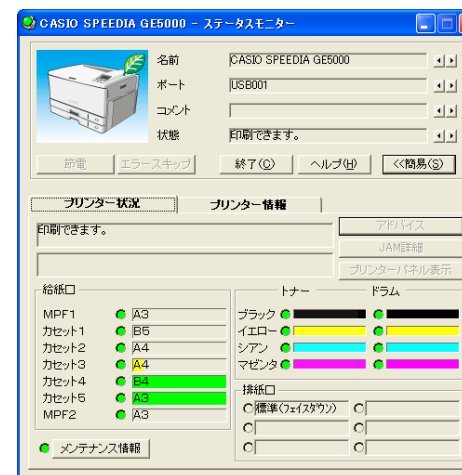 CASIO SPEEDIA GE5000 - ステータスモニター
名前 CASIO SPEEDIA GE5000
ポート USB001
コメント
状態 印刷できます。
節電 エラースキップ 終了(C) ヘルプ(H) <<簡易(S)
プリンター状況 プリンター情報
印刷できます。
アドバイス
JAM詳細
プリンターパネル表示
給紙口
MPF1 A3
カセット1 B5
カセット2 A4
カセット3 A4
カセット4 B4
カセット5 A3
MPF2 A3
メンテナンス情報
トナー ドラム
ブラック
イエロー
シアン
マゼンタ
排紙口
標準(フェイスダウン)